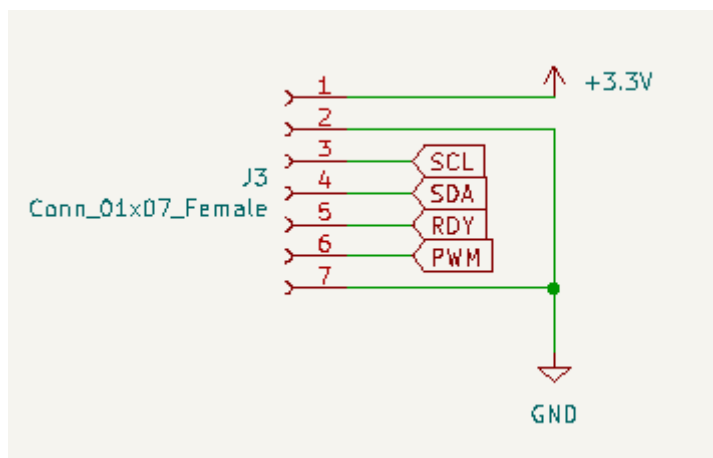 1
+3.3V
2
3
SCL
J3
4
SDA
Conn_01x07_Female
5
RDY
6
PWM
7
GND